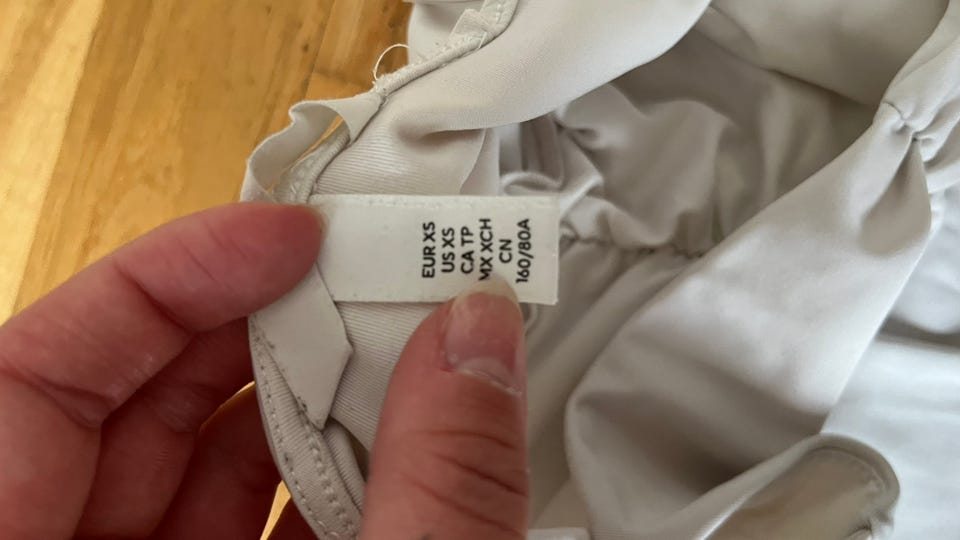 EUR XS
US XS
CA TP
MX XCH
CN
160/80A